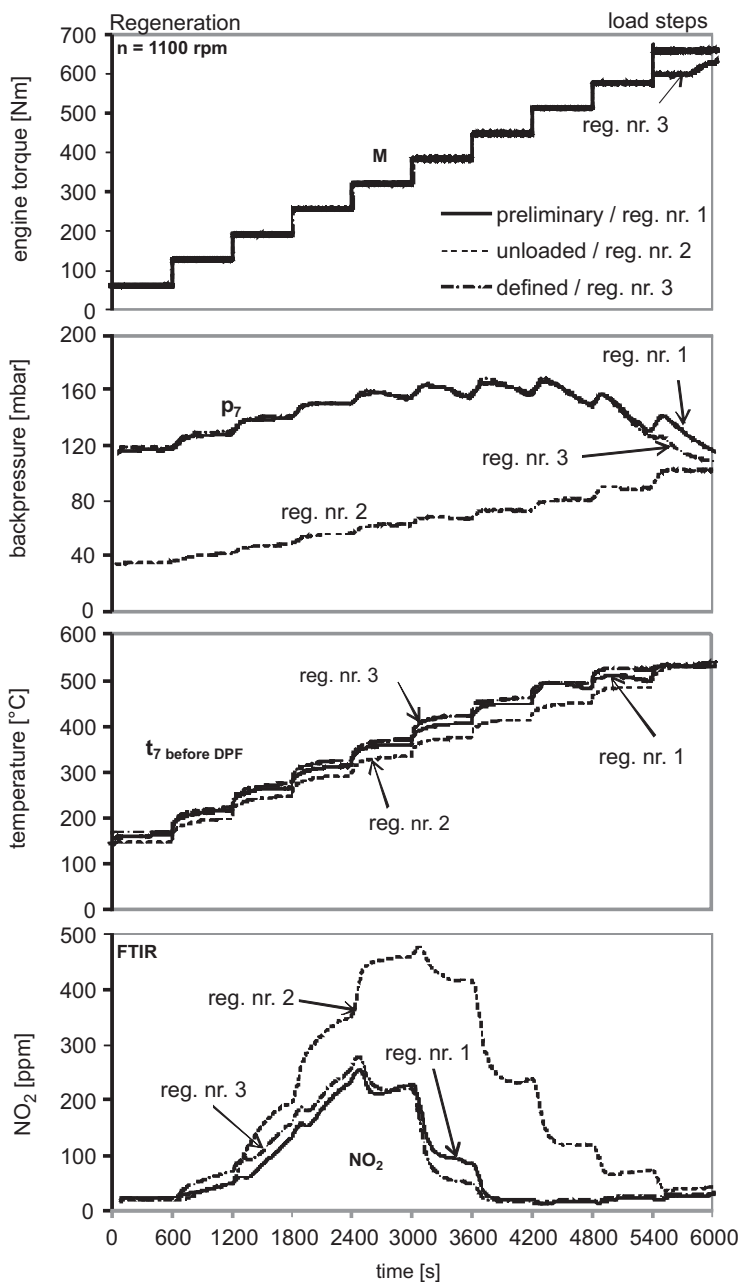 Regeneration load steps
n = 1100 rpm
engine torque [Nm]
700
600
500
400
300
200
100
0
reg. nr. 3
M
preliminary / reg. nr. 1
unloaded / reg. nr. 2
defined / reg. nr. 3
backpressure [mbar]
200
160
120
80
40
0
p7
reg. nr. 1
reg. nr. 3
reg. nr. 2
temperature [°C]
600
500
400
300
200
100
0
reg. nr. 3
t7 before DPF
reg. nr. 1
reg. nr. 2
NO2 [ppm]
500
400
300
200
100
0
FTIR
reg. nr. 2
reg. nr. 1
reg. nr. 3
NO2
0 600 1200 1800 2400 3000 3600 4200 4800 5400 6000
time [s]